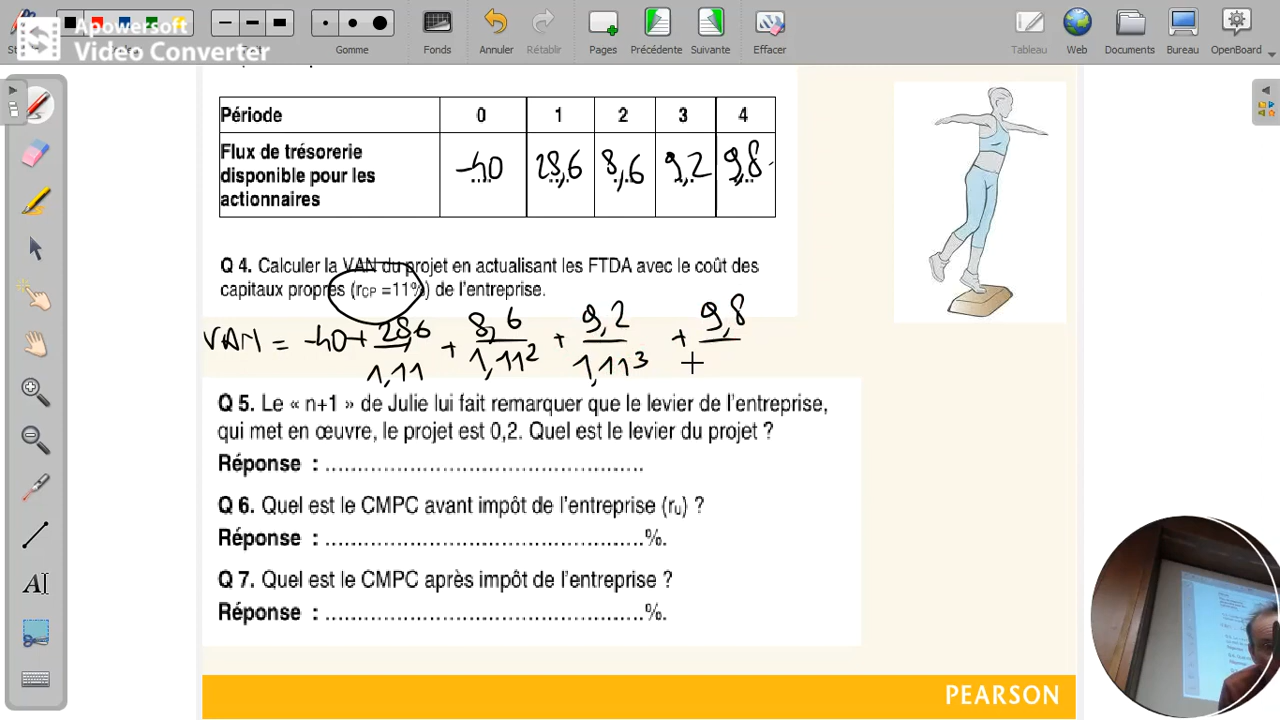 Apowersoft
Video Converter
Gomme
Fonds
Annuler
Rétablir
Pages
Précédente
Suivante
Effacer
Tableau
Web
Documents
Bureau
OpenBoard
Période 0 1 2 3 4
Flux de trésorerie
disponible pour les
actionnaires
-40 28,6 8,6 9,2 9,8
Q 4. Calculer la VAN du projet en actualisant les FTDA avec le coût des
capitaux propres (rCP =11%) de l'entreprise.
VAN = -40 + 28,6/1,11 + 8,6/1,11² + 9,2/1,11³ + 9,8
Q 5. Le « n+1 » de Julie lui fait remarquer que le levier de l'entreprise,
qui met en œuvre, le projet est 0,2. Quel est le levier du projet ?
Réponse : ................................................
Q 6. Quel est le CMPC avant impôt de l'entreprise (ru) ?
Réponse : ................................................%.
Q 7. Quel est le CMPC après impôt de l'entreprise ?
Réponse : ................................................%.
PEARSON